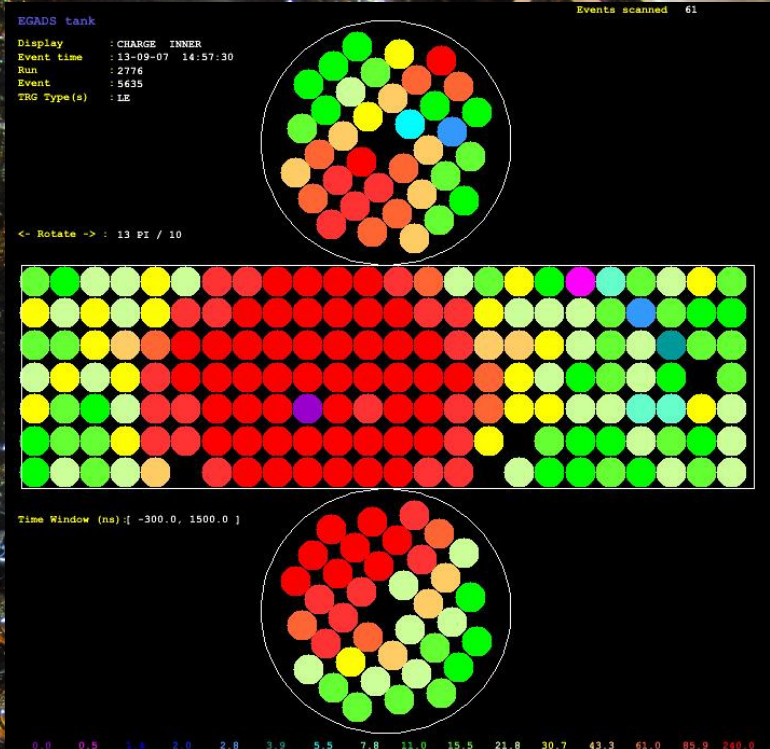 Events scanned 61
EGADS tank
Display : CHARGE INNER
Event time : 13-09-07 14:57:30
Run : 2776
Event : 5635
TRG Type(s) : LE
<- Rotate -> : 13 PI / 10
Time Window (ns):[ -300.0, 1500.0 ]
0.0 0.5 1.4 2.0 2.8 3.9 5.5 7.8 11.0 15.5 21.8 30.7 43.3 61.0 85.9 240.0